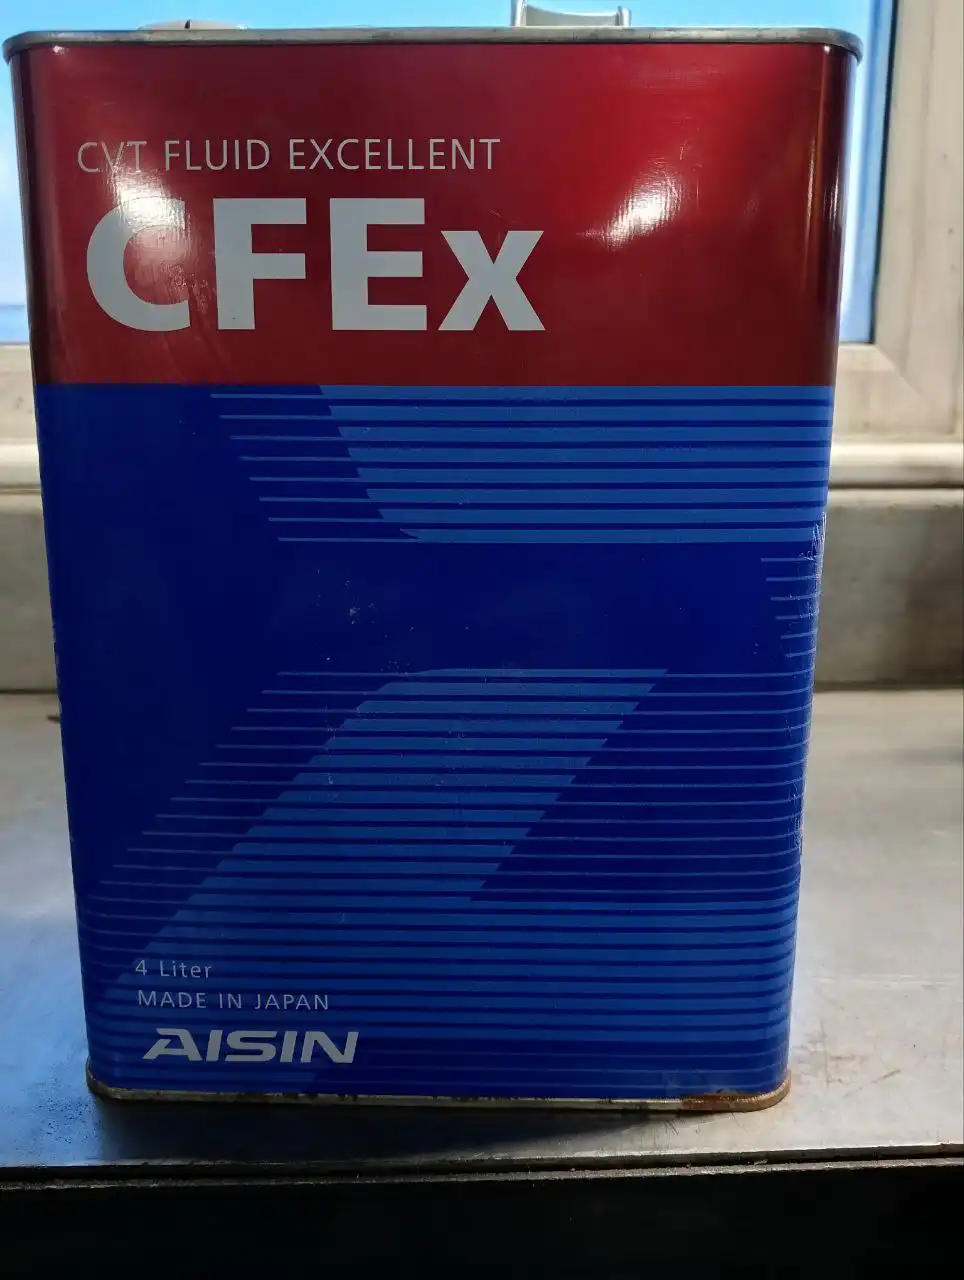 CVT FLUID EXCELLENT
CFEx
4 Liter
MADE IN JAPAN
AISIN